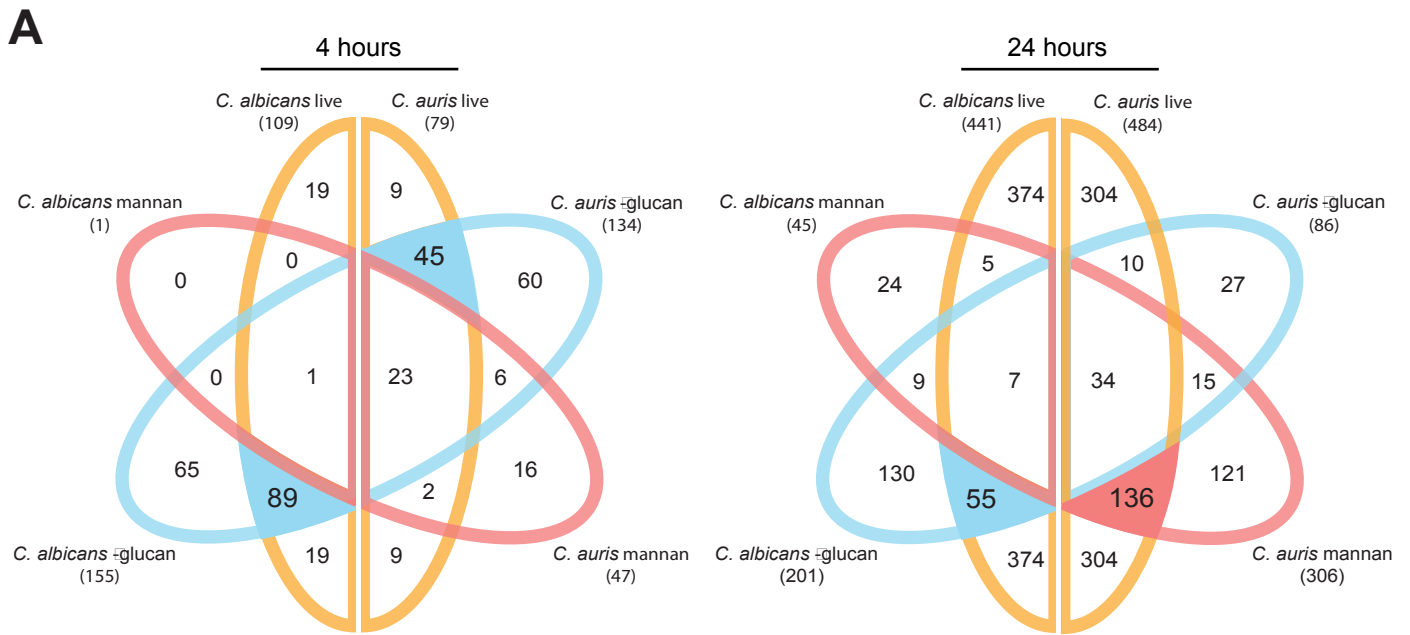 A
4 hours
C. albicans live
(109)
C. auris live
(79)
C. albicans mannan
(1)
C. auris -glucan
(134)
19
9
0
0
45
60
0
1
23
6
65
89
2
16
19
9
C. albicans -glucan
(155)
C. auris mannan
(47)
24 hours
C. albicans live
(441)
C. auris live
(484)
C. albicans mannan
(45)
C. auris -glucan
(86)
374
304
24
5
10
27
9
7
34
15
130
55
136
121
374
304
C. albicans -glucan
(201)
C. auris mannan
(306)